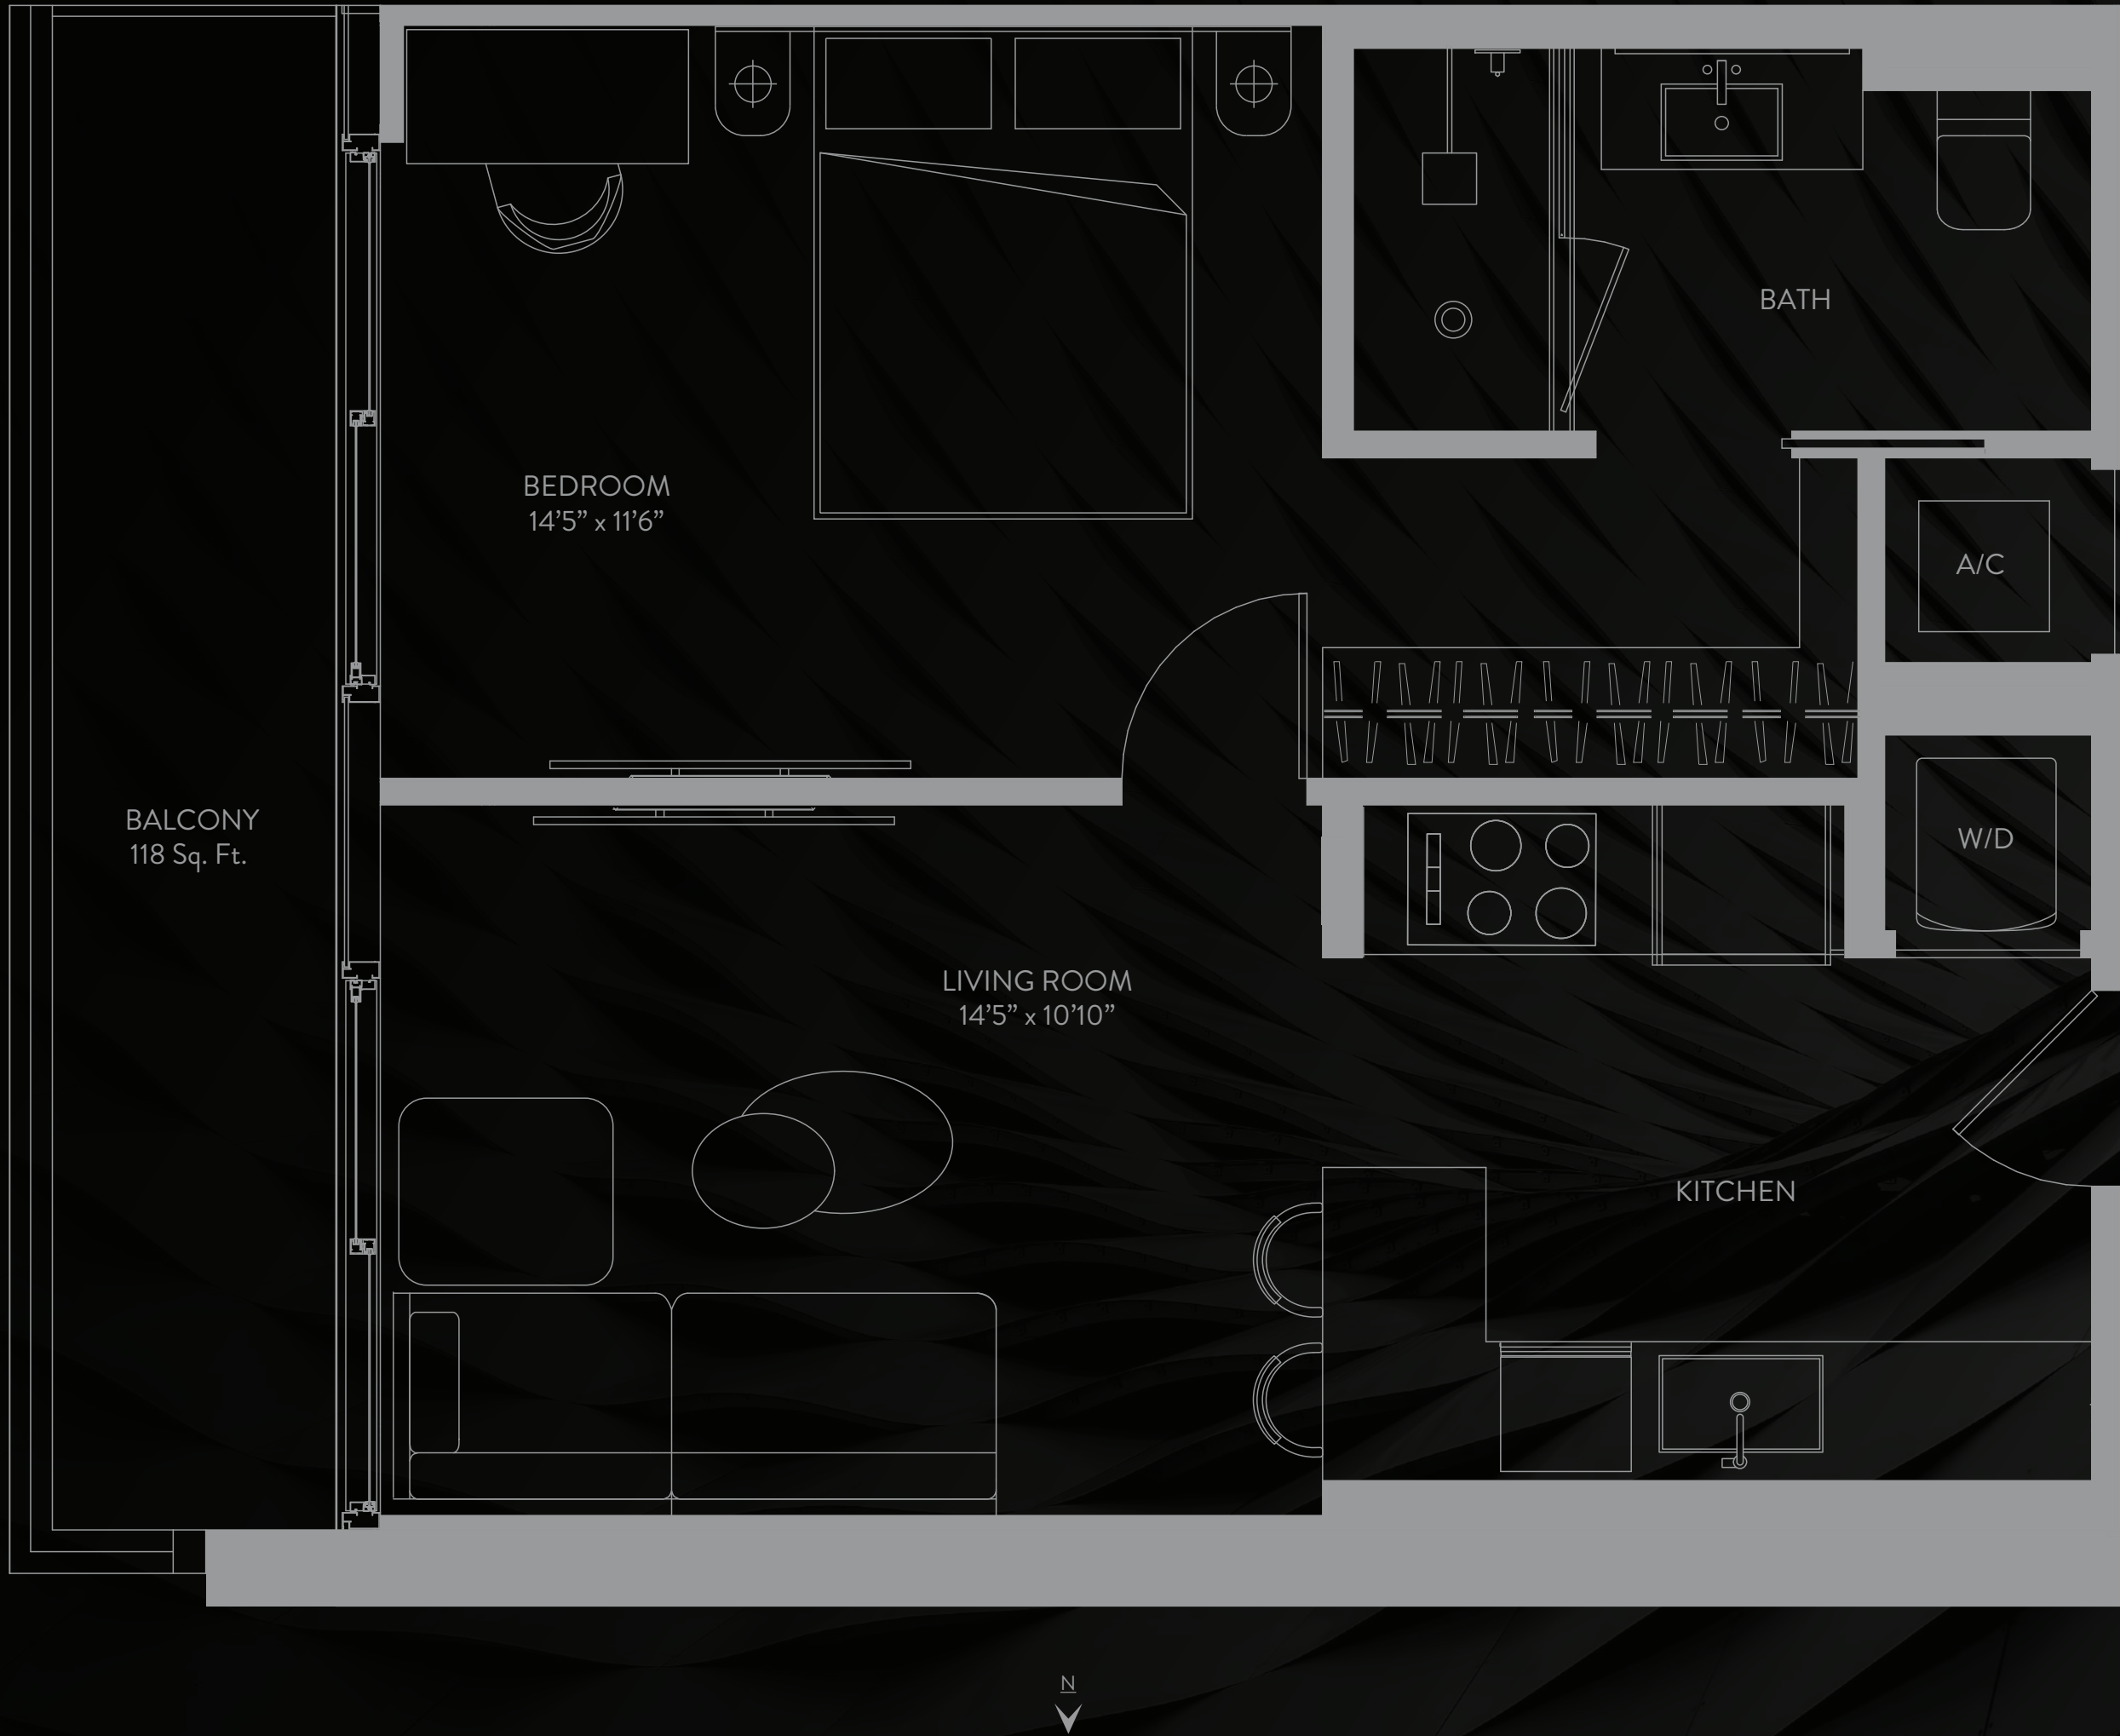 BATH
BEDROOM
14’5” x 11’6”
A/C
BALCONY
118 Sq. Ft.
W/D
LIVING ROOM
14’5” x 10’10”
KITCHEN
N